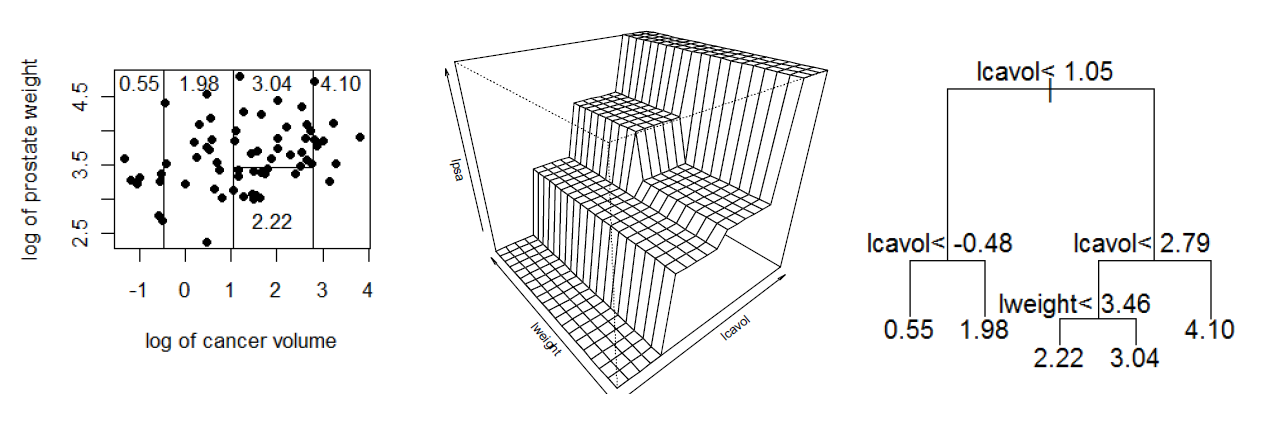 log of prostate weight
4.5
3.5
2.5
0.55 1.98 3.04 4.10
2.22
-1 0 1 2 3 4
log of cancer volume
lpsa
lweight
lcavol
lcavol< 1.05
lcavol< -0.48 lcavol< 2.79
lweight< 3.46
0.55 1.98 4.10
2.22 3.04